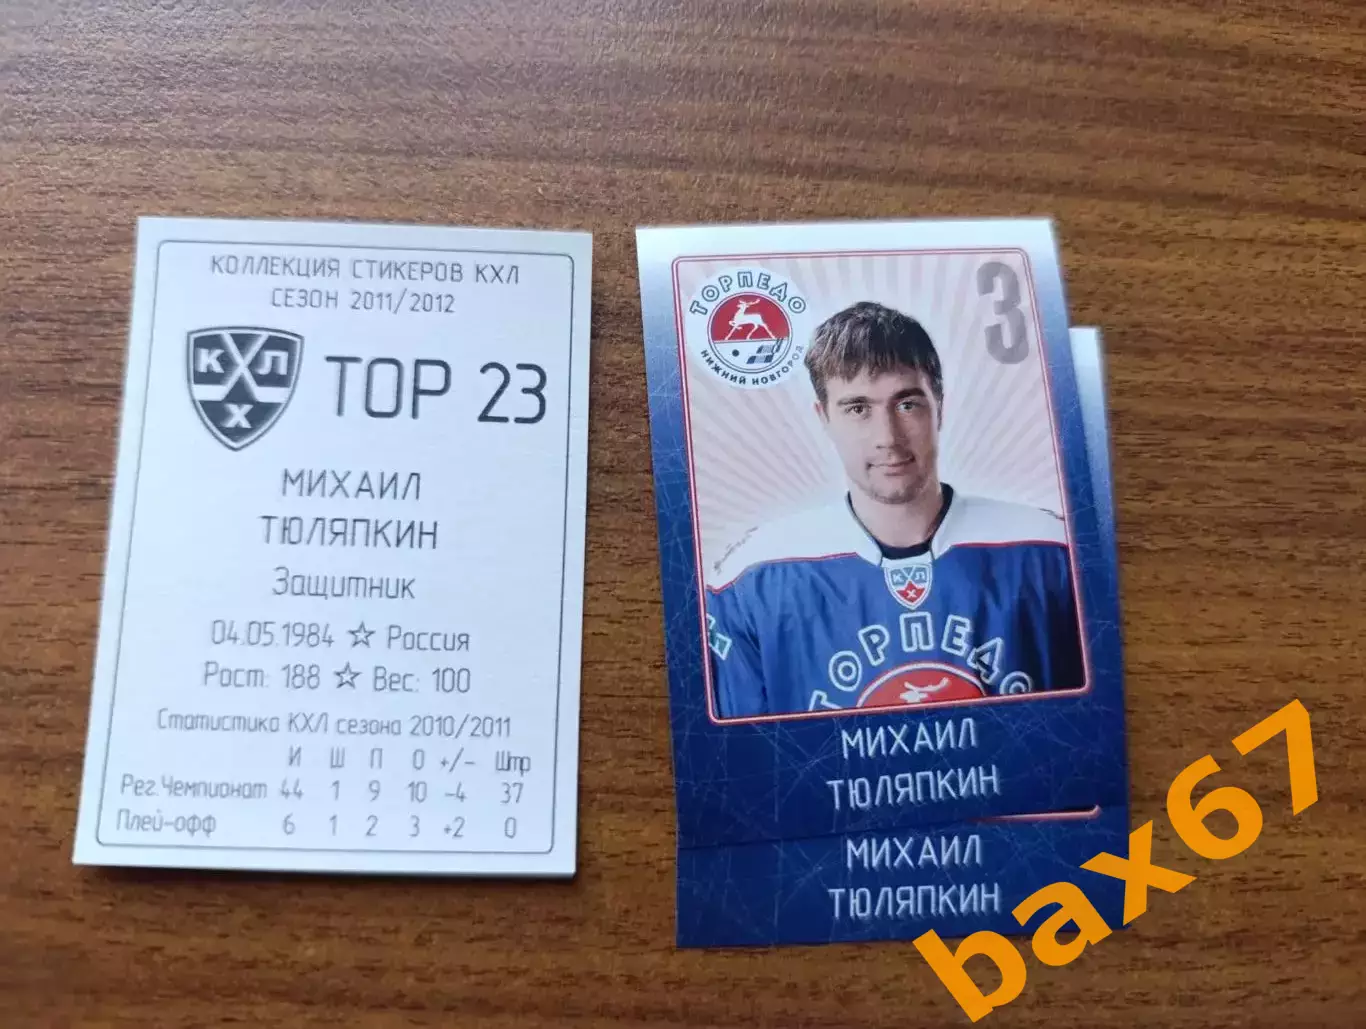 КОЛЛЕКЦИЯ СТИКЕРОВ КХЛ
СЕЗОН 2011/2012
КХЛ
ТОР 23
МИХАИЛ
ТЮЛЯПКИН
Защитник
04.05.1984 ☆ Россия
Рост: 188 ☆ Вес: 100
Статистика КХЛ сезона 2010/2011
И Ш П О +/- Штр
Рег.Чемпионат 44 1 9 10 -4 37
Плей-офф 6 1 2 3 +2 0
ТОРПЕДО
НИЖНИЙ НОВГОРОД
3
КХЛ
ТОРПЕДО
МИХАИЛ
ТЮЛЯПКИН
МИХАИЛ
ТЮЛЯПКИН
bax67